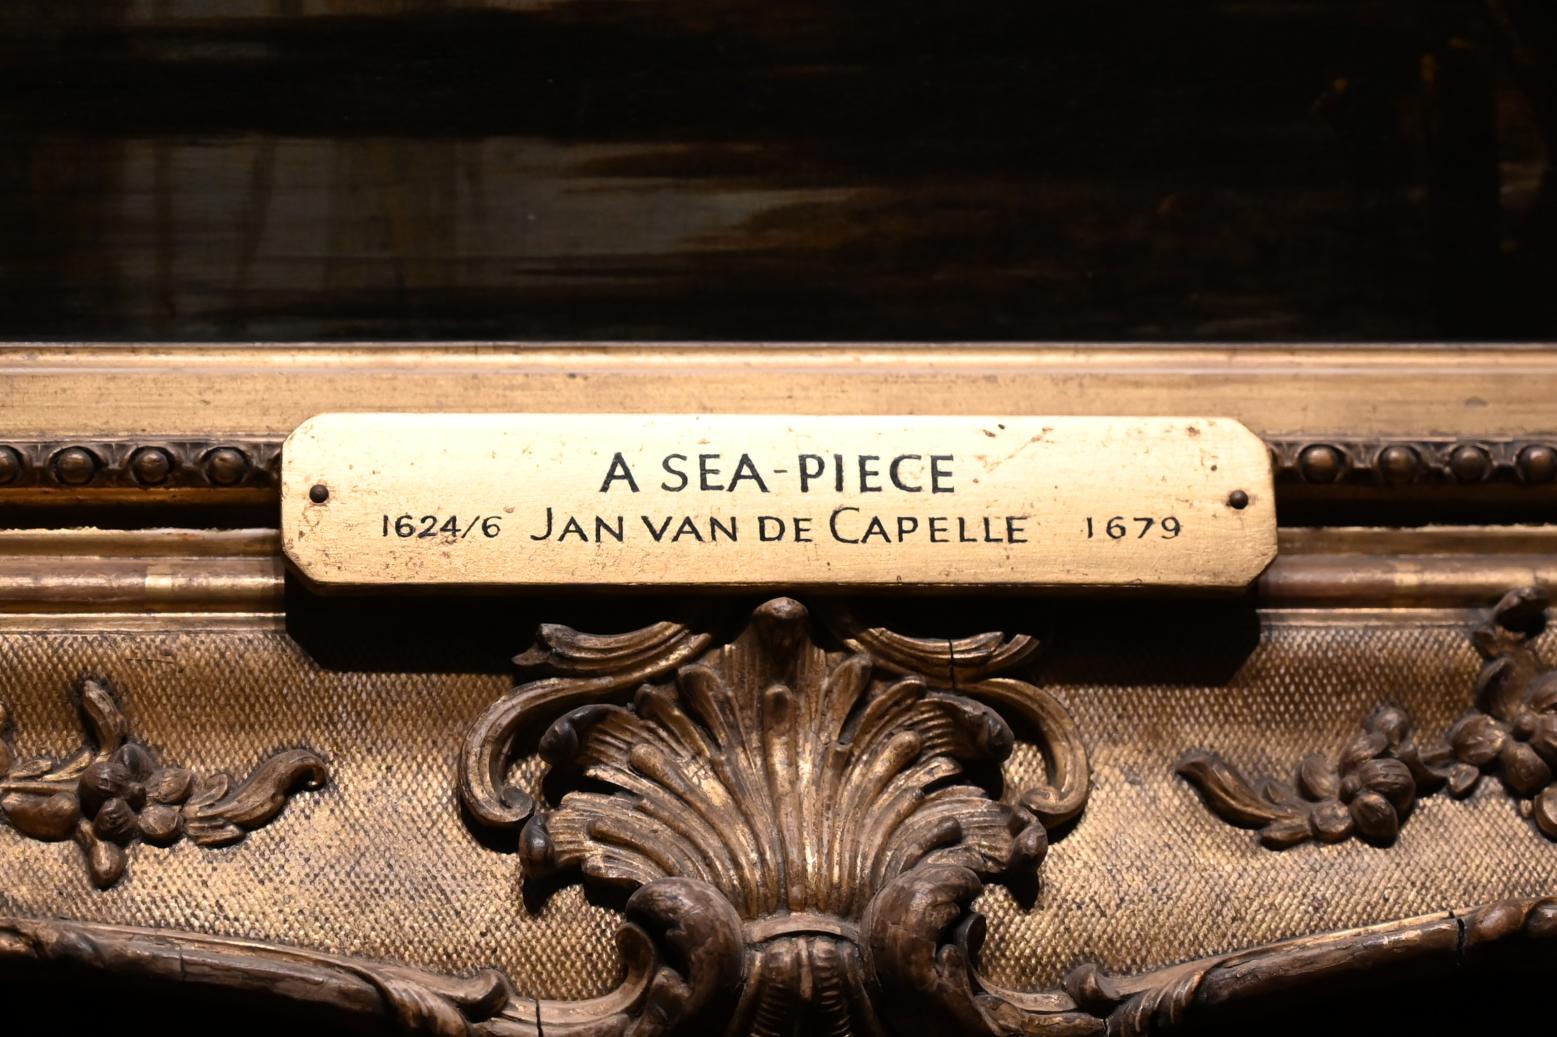 A SEA-PIECE
1624/6 JAN VAN DE CAPELLE 1679